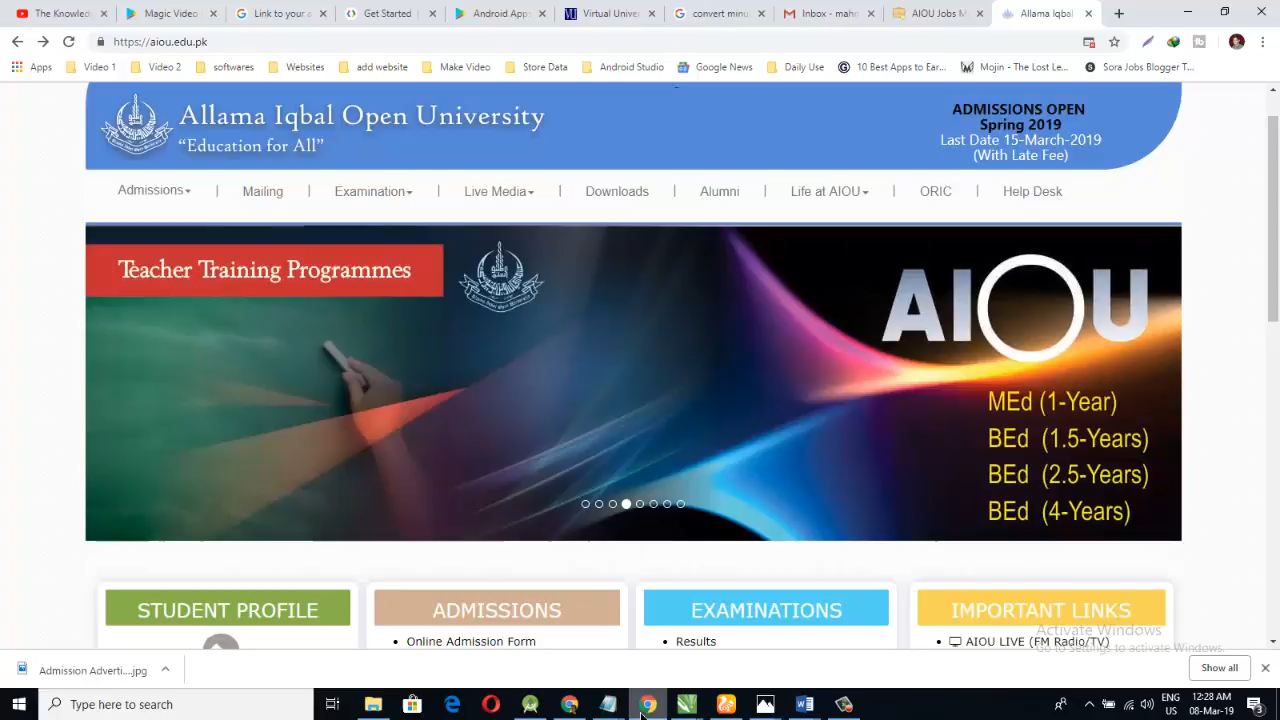 YouTube
Magic Video
Link to your a
Get Started
Android Apps
Virtual Univer
convert minu
Inbox - maho
AIOU Jobs M
Allama Iqbal
https://aiou.edu.pk
Apps
Video 1
Video 2
softwares
Websites
add website
Make Video
Store Data
Android Studio
Google News
Daily Use
10 Best Apps to Ear...
Mojin - The Lost Le...
Sora Jobs Blogger T...
Allama Iqbal Open University
“Education for All”
ADMISSIONS OPEN
Spring 2019
Last Date 15-March-2019
(With Late Fee)
Admissions | Mailing | Examination | Live Media | Downloads | Alumni | Life at AIOU | ORIC | Help Desk
Teacher Training Programmes
AIOU
MEd (1-Year)
BEd (1.5-Years)
BEd (2.5-Years)
BEd (4-Years)
STUDENT PROFILE
ADMISSIONS
EXAMINATIONS
IMPORTANT LINKS
Online Admission Form
Results
AIOU LIVE (FM Radio/TV)
Activate Windows
Go to Settings to activate Windows.
Admission Adverti....jpg
Show all
Type here to search
ENG
US
12:28 AM
08-Mar-19
3